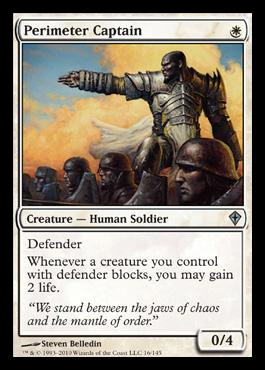 Perimeter Captain
Creature — Human Soldier
Defender
Whenever a creature you control
with defender blocks, you may gain
2 life.
“We stand between the jaws of chaos
and the mantle of order.”
Steven Belledin
™ & © 1993–2010 Wizards of the Coast LLC 16/145
0/4